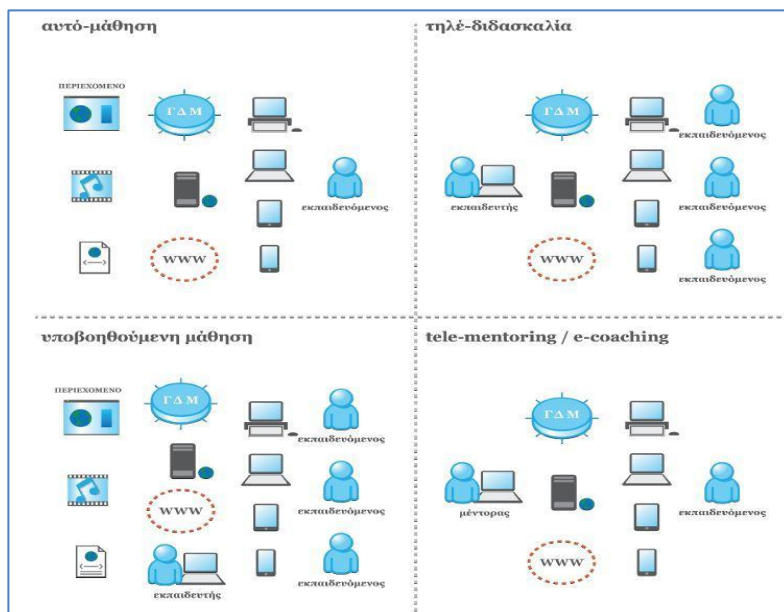 αυτό-μάθηση
ΠΕΡΙΕΧΟΜΕΝΟ
ΓΔΜ
εκπαιδευόμενος
WWW
τηλέ-διδασκαλία
ΓΔΜ
εκπαιδευόμενος
εκπαιδευτής
εκπαιδευόμενος
WWW
εκπαιδευόμενος
υποβοηθούμενη μάθηση
ΠΕΡΙΕΧΟΜΕΝΟ
ΓΔΜ
εκπαιδευόμενος
WWW
εκπαιδευόμενος
εκπαιδευτής
εκπαιδευόμενος
tele-mentoring / e-coaching
ΓΔΜ
μέντορας
εκπαιδευόμενος
WWW